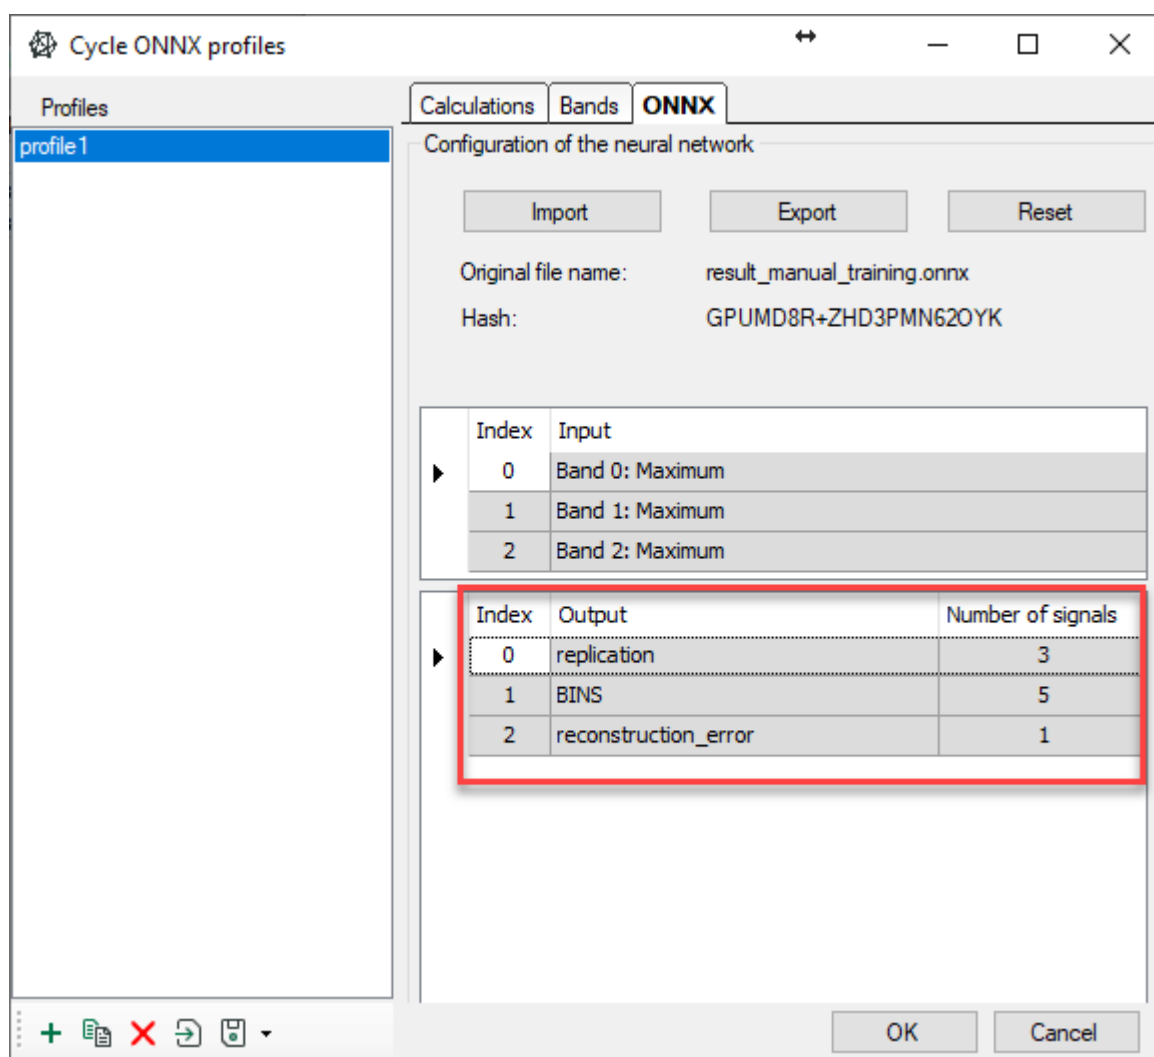 Cycle ONNX profiles
Profiles
profile1
Calculations Bands ONNX
Configuration of the neural network
Import Export Reset
Original file name: result_manual_training.onnx
Hash: GPUMD8R+ZHD3PMN62OYK
Index Input
0 Band 0: Maximum
1 Band 1: Maximum
2 Band 2: Maximum
Index Output Number of signals
0 replication 3
1 BINS 5
2 reconstruction_error 1
OK Cancel